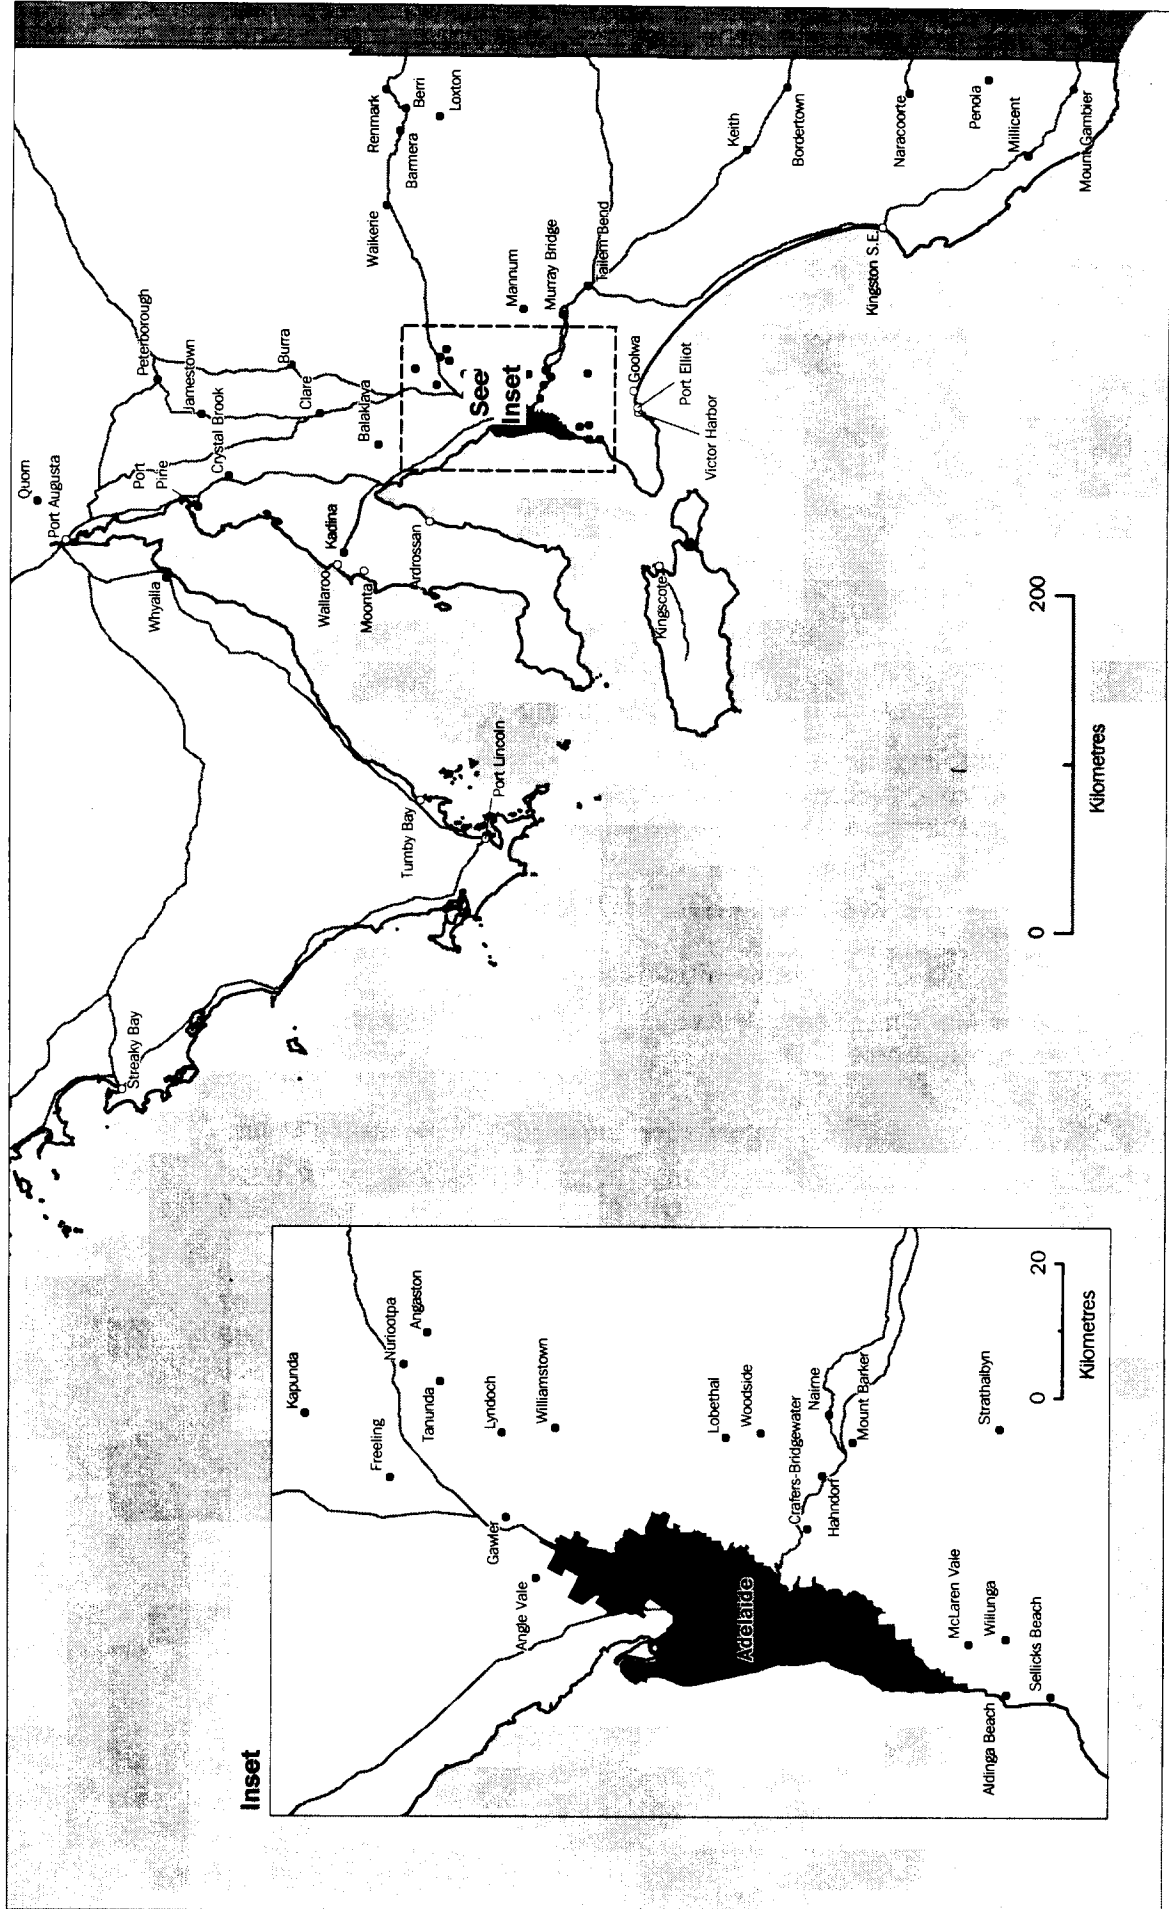 Quorn
Port Augusta
Port
Pirie
Crystal Brook
Jamestown
Peterborough
Whyalla
Burra
Clare
Balaklava
Wallaroo
Kadina
Moonta
Ardrossan
Waikerie
Renmark
Barmera
Berri
Loxton
Streaky Bay
Tumby Bay
Port Lincoln
See
Inset
Mannum
Murray Bridge
Tailem Bend
Goolwa
Port Elliot
Victor Harbor
Kingscote
Keith
Bordertown
Kingston S.E.
Naracoorte
Penola
Millicent
Mount Gambier
0
200
Kilometres
Inset
Kapunda
Freeling
Nuriootpa
Angaston
Tanunda
Lyndoch
Gawler
Williamstown
Angle Vale
Lobethal
Woodside
Adelaide
Crafers-Bridgewater
Nairne
Hahndorf
Mount Barker
McLaren Vale
Willunga
Strathalbyn
Aldinga Beach
Sellicks Beach
0
20
Kilometres